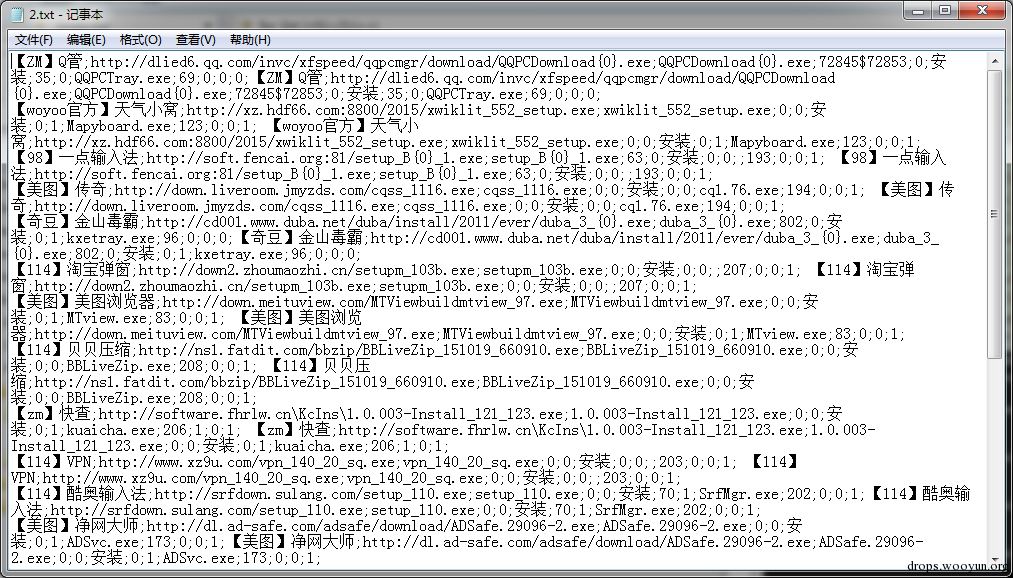 2.txt - 记事本
文件(F) 编辑(E) 格式(O) 查看(V) 帮助(H)
【ZM】Q管;http://dlied6.qq.com/invc/xfspeed/qqpcmgr/download/QQPCDownload{0}.exe;QQPCDownload{0}.exe;72845$72853;0;安
装;35;0;QQPCTray.exe;69;0;0;0;【ZM】Q管;http://dlied6.qq.com/invc/xfspeed/qqpcmgr/download/QQPCDownload
{0}.exe;QQPCDownload{0}.exe;72845$72853;0;安装;35;0;QQPCTray.exe;69;0;0;0;
【woyoo官方】天气小窝;http://xz.hdf66.com:8800/2015/xwiklit_552_setup.exe;xwiklit_552_setup.exe;0;0;安
装;0;1;Mapyboard.exe;123;0;0;1; 【woyoo官方】天气小
窝;http://xz.hdf66.com:8800/2015/xwiklit_552_setup.exe;xwiklit_552_setup.exe;0;0;安装;0;1;Mapyboard.exe;123;0;0;1;
【98】一点输入法;http://soft.fencai.org:81/setup_B{0}_1.exe;setup_B{0}_1.exe;63;0;安装;0;0;;193;0;0;1; 【98】一点输入
法;http://soft.fencai.org:81/setup_B{0}_1.exe;setup_B{0}_1.exe;63;0;安装;0;0;;193;0;0;1;
【美图】传奇;http://down.liveroom.jmyzds.com/cqss_1116.exe;cqss_1116.exe;0;0;安装;0;0;cq1.76.exe;194;0;0;1; 【美图】传
奇;http://down.liveroom.jmyzds.com/cqss_1116.exe;cqss_1116.exe;0;0;安装;0;0;cq1.76.exe;194;0;0;1;
【奇豆】金山毒霸;http://cd001.www.duba.net/duba/install/2011/ever/duba_3_{0}.exe;duba_3_{0}.exe;802;0;安
装;0;1;kxetray.exe;96;0;0;0;【奇豆】金山毒霸;http://cd001.www.duba.net/duba/install/2011/ever/duba_3_
{0}.exe;duba_3_{0}.exe;802;0;安装;0;1;kxetray.exe;96;0;0;0;
【114】淘宝弹窗;http://down2.zhoumaozhi.cn/setupm_103b.exe;setupm_103b.exe;0;0;安装;0;0;;207;0;0;1; 【114】淘宝弹
窗;http://down2.zhoumaozhi.cn/setupm_103b.exe;setupm_103b.exe;0;0;安装;0;0;;207;0;0;1;
【美图】美图浏览器;http://down.meituview.com/MTViewbuildmtview_97.exe;MTViewbuildmtview_97.exe;0;0;安
装;0;1;MTview.exe;83;0;0;1; 【美图】美图浏览
器;http://down.meituview.com/MTViewbuildmtview_97.exe;MTViewbuildmtview_97.exe;0;0;安装;0;1;MTview.exe;83;0;0;1;
【114】贝贝压缩;http://ns1.fatdit.com/bbzip/BBLiveZip_151019_660910.exe;BBLiveZip_151019_660910.exe;0;0;安
装;0;0;BBLiveZip.exe;208;0;0;1; 【114】贝贝压
缩;http://ns1.fatdit.com/bbzip/BBLiveZip_151019_660910.exe;BBLiveZip_151019_660910.exe;0;0;安
装;0;0;BBLiveZip.exe;208;0;0;1;
【zm】快查;http://software.fhrlw.cn\KcIns\1.0.003-Install_121_123.exe;1.0.003-Install_121_123.exe;0;0;安
装;0;1;kuaicha.exe;206;1;0;1; 【zm】快查;http://software.fhrlw.cn\KcIns\1.0.003-Install_121_123.exe;1.0.003-
Install_121_123.exe;0;0;安装;0;1;kuaicha.exe;206;1;0;1;
【114】VPN;http://www.xz9u.com/vpn_140_20_sq.exe;vpn_140_20_sq.exe;0;0;安装;0;0;;203;0;0;1; 【114】
VPN;http://www.xz9u.com/vpn_140_20_sq.exe;vpn_140_20_sq.exe;0;0;安装;0;0;;203;0;0;1;
【114】酷奥输入法;http://srfdown.sulang.com/setup_110.exe;setup_110.exe;0;0;安装;70;1;SrfMgr.exe;202;0;0;1;【114】酷奥输
入法;http://srfdown.sulang.com/setup_110.exe;setup_110.exe;0;0;安装;70;1;SrfMgr.exe;202;0;0;1;
【美图】净网大师;http://dl.ad-safe.com/adsafe/download/ADSafe.29096-2.exe;ADSafe.29096-2.exe;0;0;安
装;0;1;ADSvc.exe;173;0;0;1;【美图】净网大师;http://dl.ad-safe.com/adsafe/download/ADSafe.29096-2.exe;ADSafe.29096-
2.exe;0;0;安装;0;1;ADSvc.exe;173;0;0;1;
drops.wooyun.org